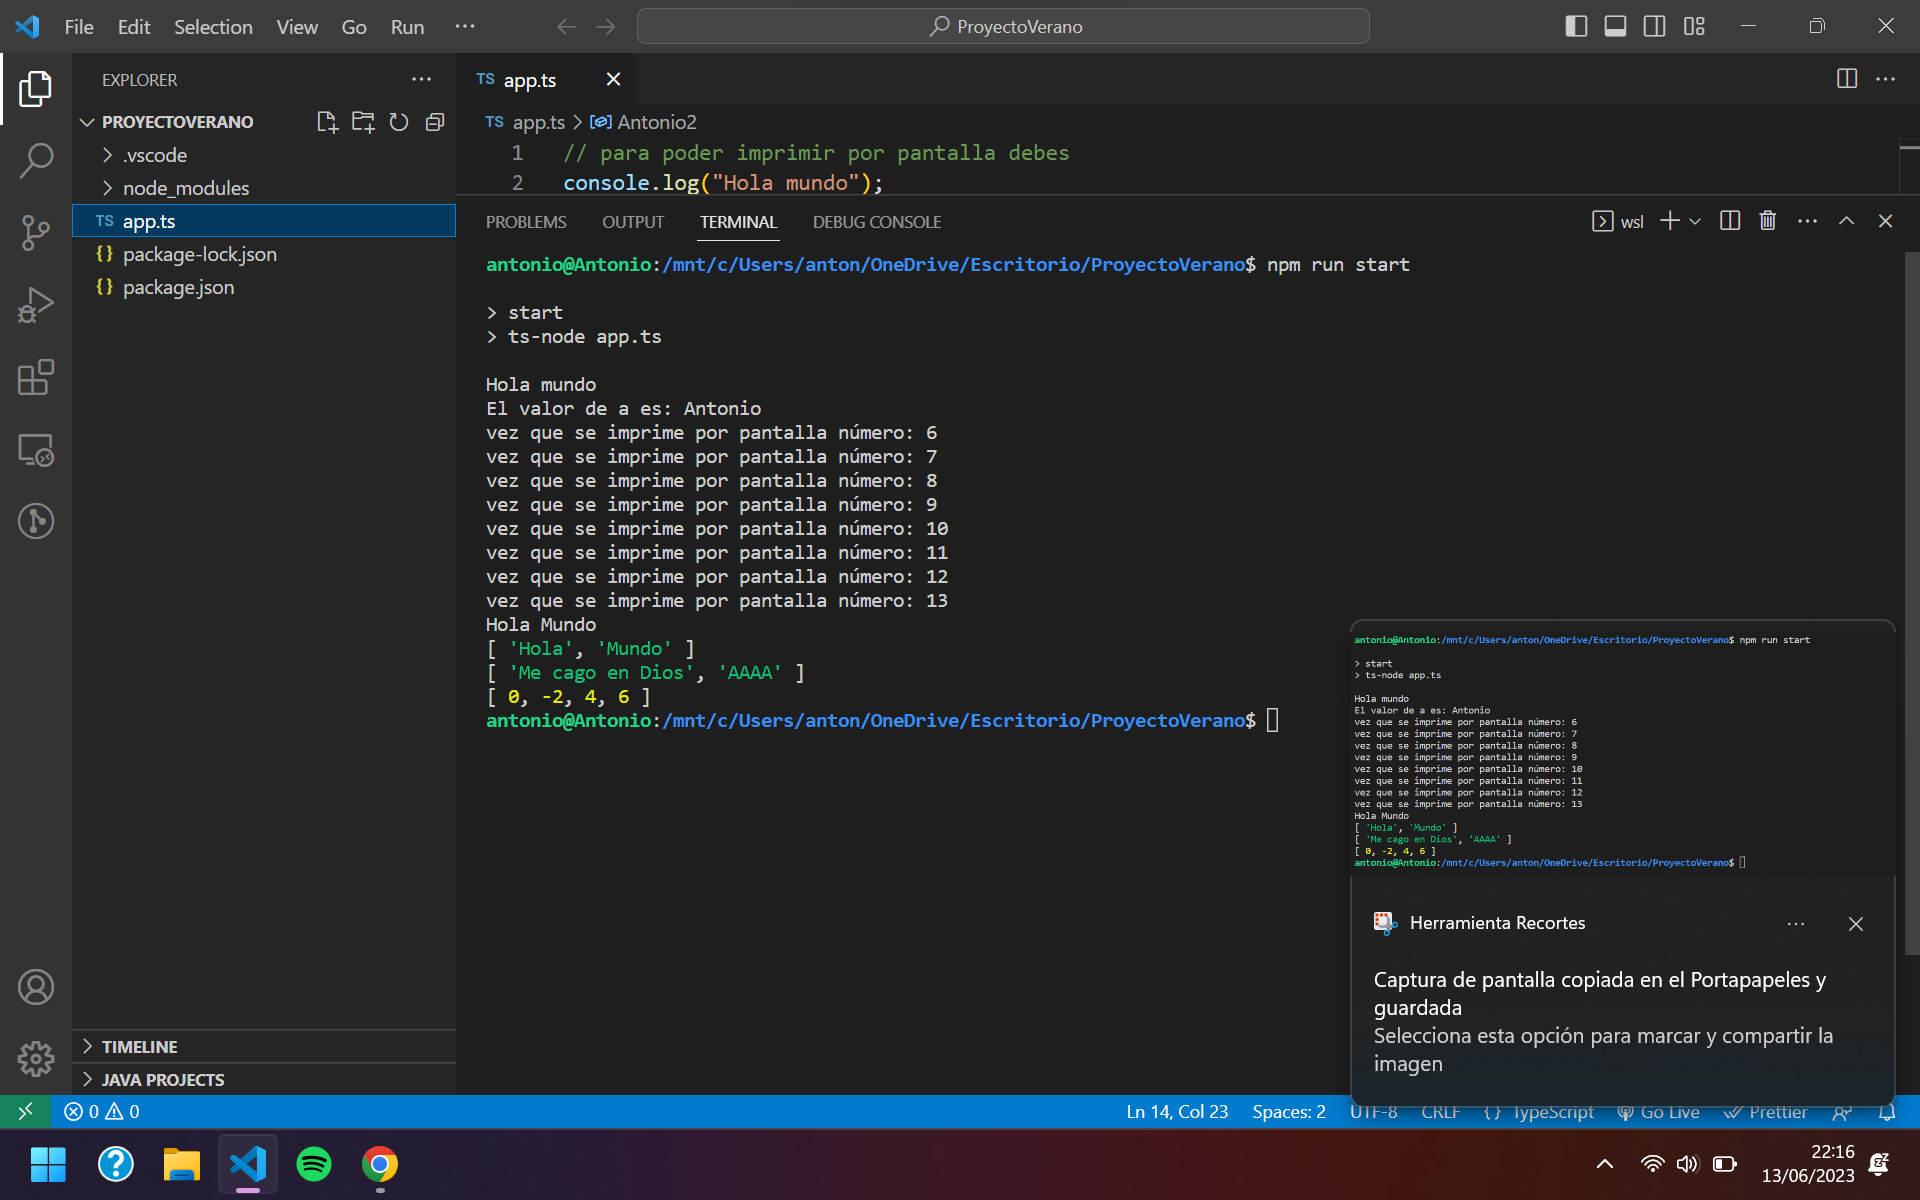 File Edit Selection View Go Run ···
ProyectoVerano
EXPLORER ···
TS app.ts
PROYECTOVERANO
TS app.ts > Antonio2
.vscode
node_modules
TS app.ts
{} package-lock.json
{} package.json
1 // para poder imprimir por pantalla debes
2 console.log("Hola mundo");
PROBLEMS OUTPUT TERMINAL DEBUG CONSOLE
wsl
antonio@Antonio:/mnt/c/Users/anton/OneDrive/Escritorio/ProyectoVerano$ npm run start
> start
> ts-node app.ts
Hola mundo
El valor de a es: Antonio
vez que se imprime por pantalla número: 6
vez que se imprime por pantalla número: 7
vez que se imprime por pantalla número: 8
vez que se imprime por pantalla número: 9
vez que se imprime por pantalla número: 10
vez que se imprime por pantalla número: 11
vez que se imprime por pantalla número: 12
vez que se imprime por pantalla número: 13
Hola Mundo
[ 'Hola', 'Mundo' ]
[ 'Me cago en Dios', 'AAAA' ]
[ 0, -2, 4, 6 ]
antonio@Antonio:/mnt/c/Users/anton/OneDrive/Escritorio/ProyectoVerano$
antonio@Antonio:/mnt/c/Users/anton/OneDrive/Escritorio/ProyectoVerano$ npm run start
> start
> ts-node app.ts
Hola mundo
El valor de a es: Antonio
vez que se imprime por pantalla número: 6
vez que se imprime por pantalla número: 7
vez que se imprime por pantalla número: 8
vez que se imprime por pantalla número: 9
vez que se imprime por pantalla número: 10
vez que se imprime por pantalla número: 11
vez que se imprime por pantalla número: 12
vez que se imprime por pantalla número: 13
Hola Mundo
[ 'Hola', 'Mundo' ]
[ 'Me cago en Dios', 'AAAA' ]
[ 0, -2, 4, 6 ]
antonio@Antonio:/mnt/c/Users/anton/OneDrive/Escritorio/ProyectoVerano$
Herramienta Recortes
Captura de pantalla copiada en el Portapapeles y
guardada
Selecciona esta opción para marcar y compartir la
imagen
TIMELINE
JAVA PROJECTS
0 0
Ln 14, Col 23 Spaces: 2 UTF-8 CRLF {} TypeScript Go Live Prettier
22:16
13/06/2023